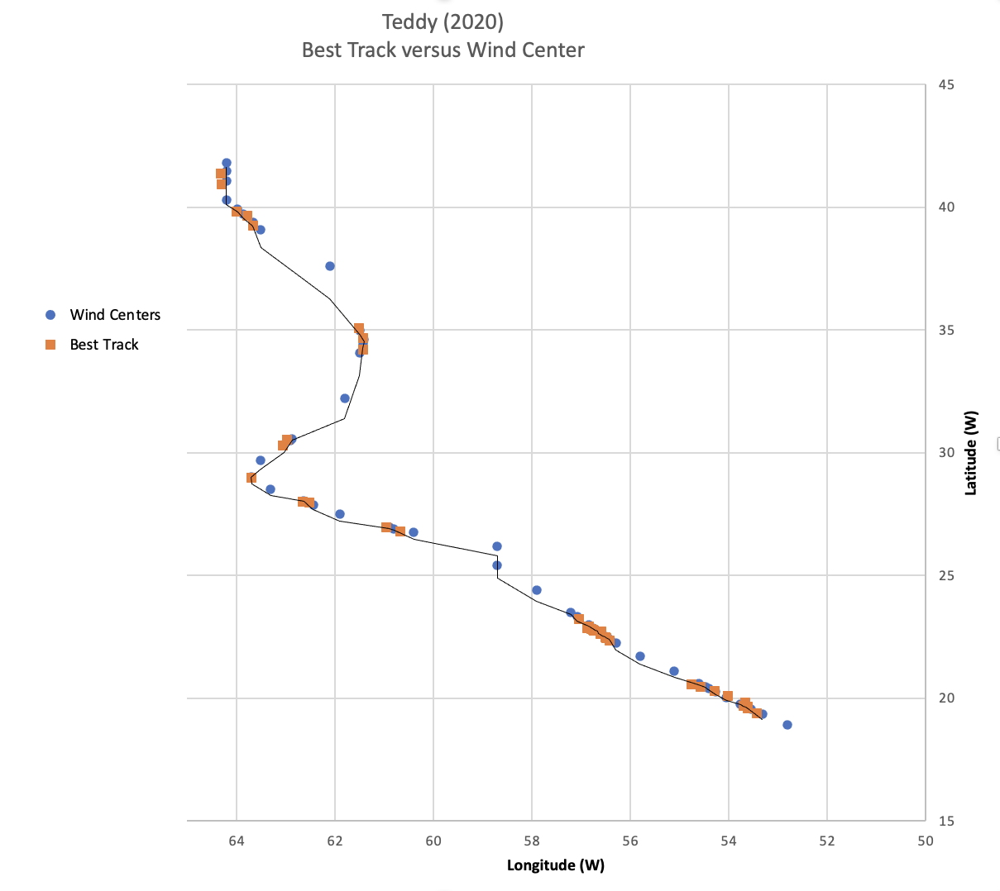 Teddy (2020)
Best Track versus Wind Center
45
40
35
30
25
20
15
Wind Centers
Best Track
Latitude (W)
64 62 60 58 56 54 52 50
Longitude (W)